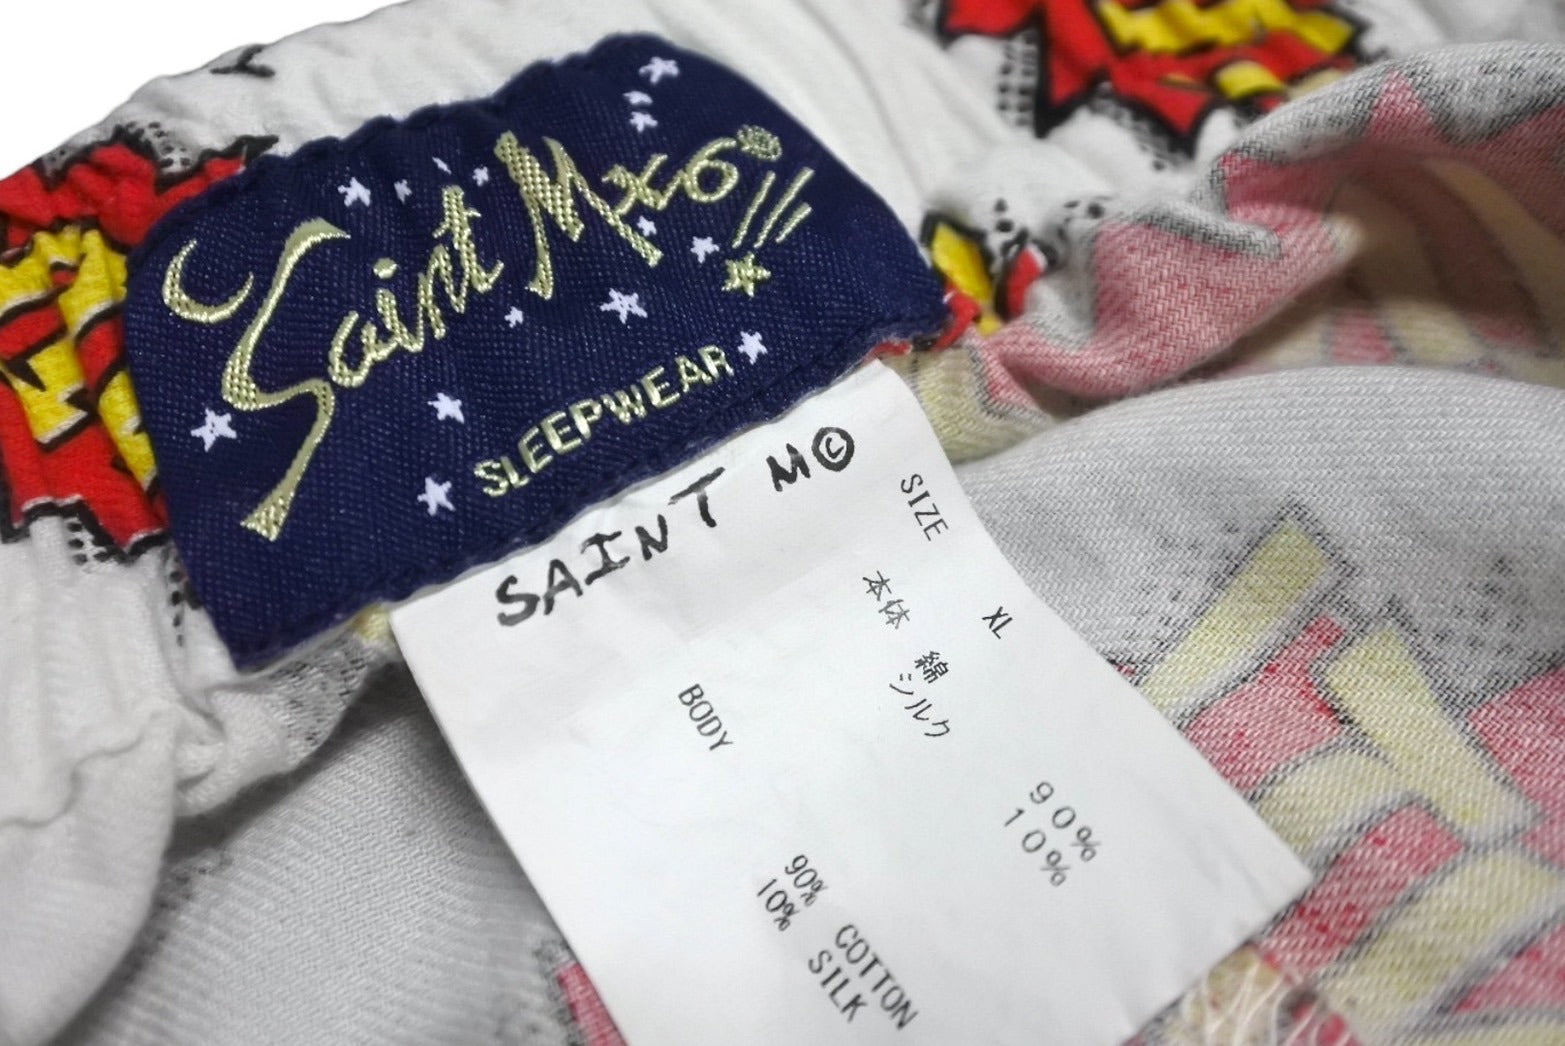 Saint Mxxxxxx
SLEEPWEAR
SAINT M©
SIZE XL
本体 綿 90%
シルク 10%
BODY 90% COTTON
10% SILK